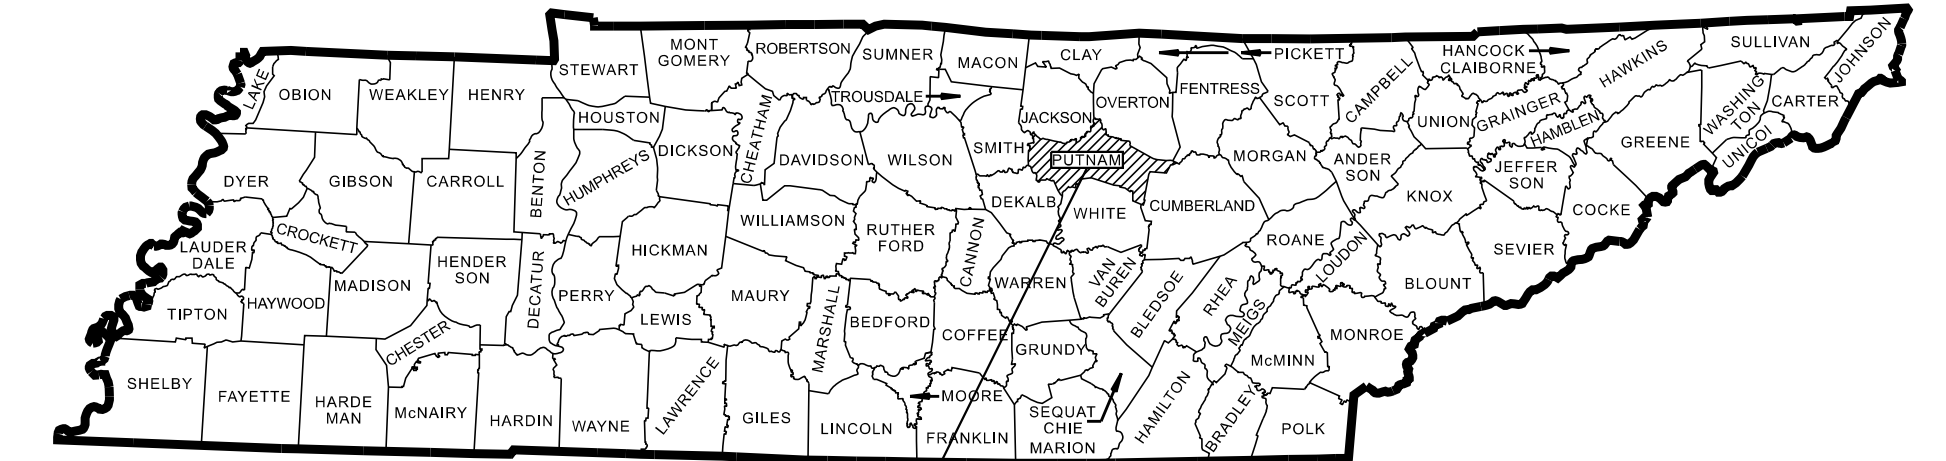 MONT
GOMERY
ROBERTSON
SUMNER
MACON
CLAY
PICKETT
HANCOCK
CLAIBORNE
HAWKINS
SULLIVAN
JOHNSON
STEWART
LAKE
OBION
WEAKLEY
HENRY
TROUSDALE
OVERTON
FENTRESS
SCOTT
CAMPBELL
UNION
GRAINGER
HAMBLEN
WASHING
TON
CARTER
UNICOI
HOUSTON
DICKSON
CHEATHAM
JACKSON
GREENE
DYER
GIBSON
CARROLL
BENTON
HUMPHREYS
DAVIDSON
WILSON
SMITH
PUTNAM
MORGAN
ANDER
SON
KNOX
JEFFER
SON
COCKE
LAUDER
DALE
CROCKETT
WILLIAMSON
RUTHER
FORD
CANNON
DEKALB
WHITE
CUMBERLAND
ROANE
LOUDON
SEVIER
HICKMAN
HENDER
SON
DECATUR
MADISON
HAYWOOD
TIPTON
PERRY
LEWIS
MAURY
MARSHALL
BEDFORD
WARREN
VAN
BUREN
BLEDSOE
RHEA
MEIGS
BLOUNT
MONROE
CHESTER
COFFEE
GRUNDY
McMINN
SHELBY
FAYETTE
HARDE
MAN
McNAIRY
HARDIN
WAYNE
LAWRENCE
GILES
LINCOLN
MOORE
FRANKLIN
SEQUAT
CHIE
MARION
HAMILTON
BRADLEY
POLK